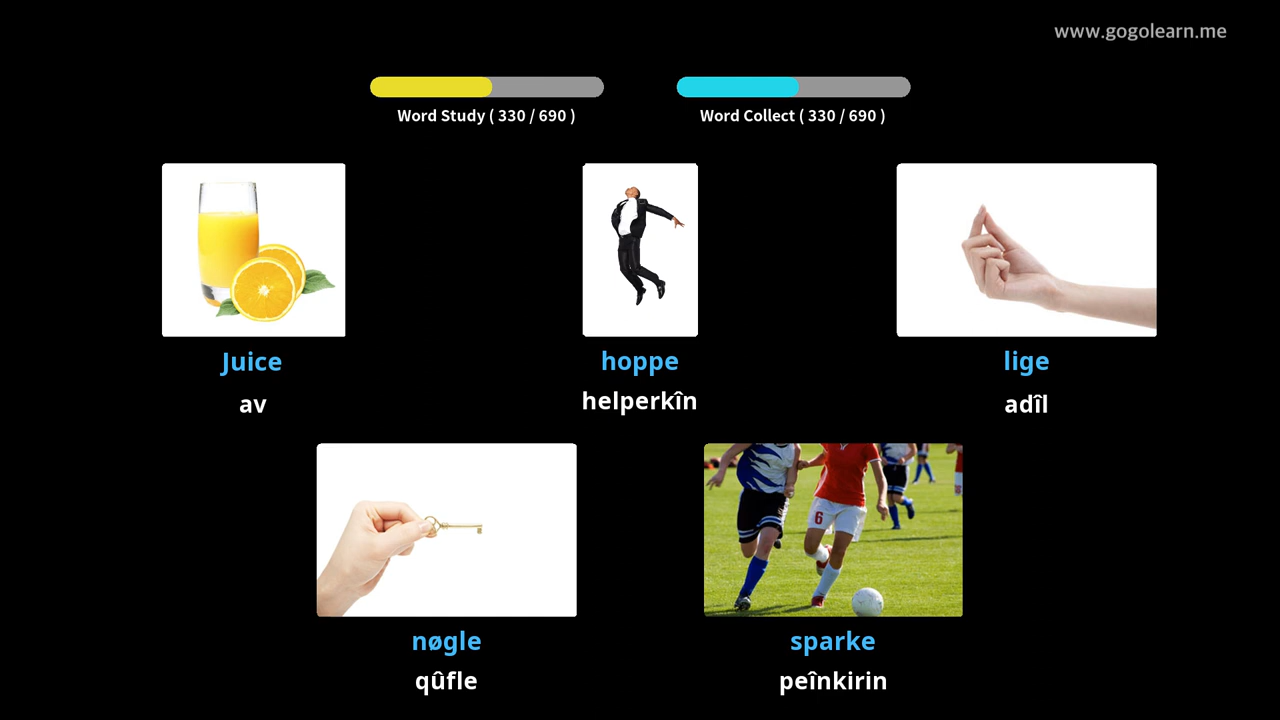 www.gogolearn.me
Word Study ( 330 / 690 )
Word Collect ( 330 / 690 )
Juice
hoppe
lige
av
helperkîn
adîl
6
nøgle
sparke
qûfle
peînkirin